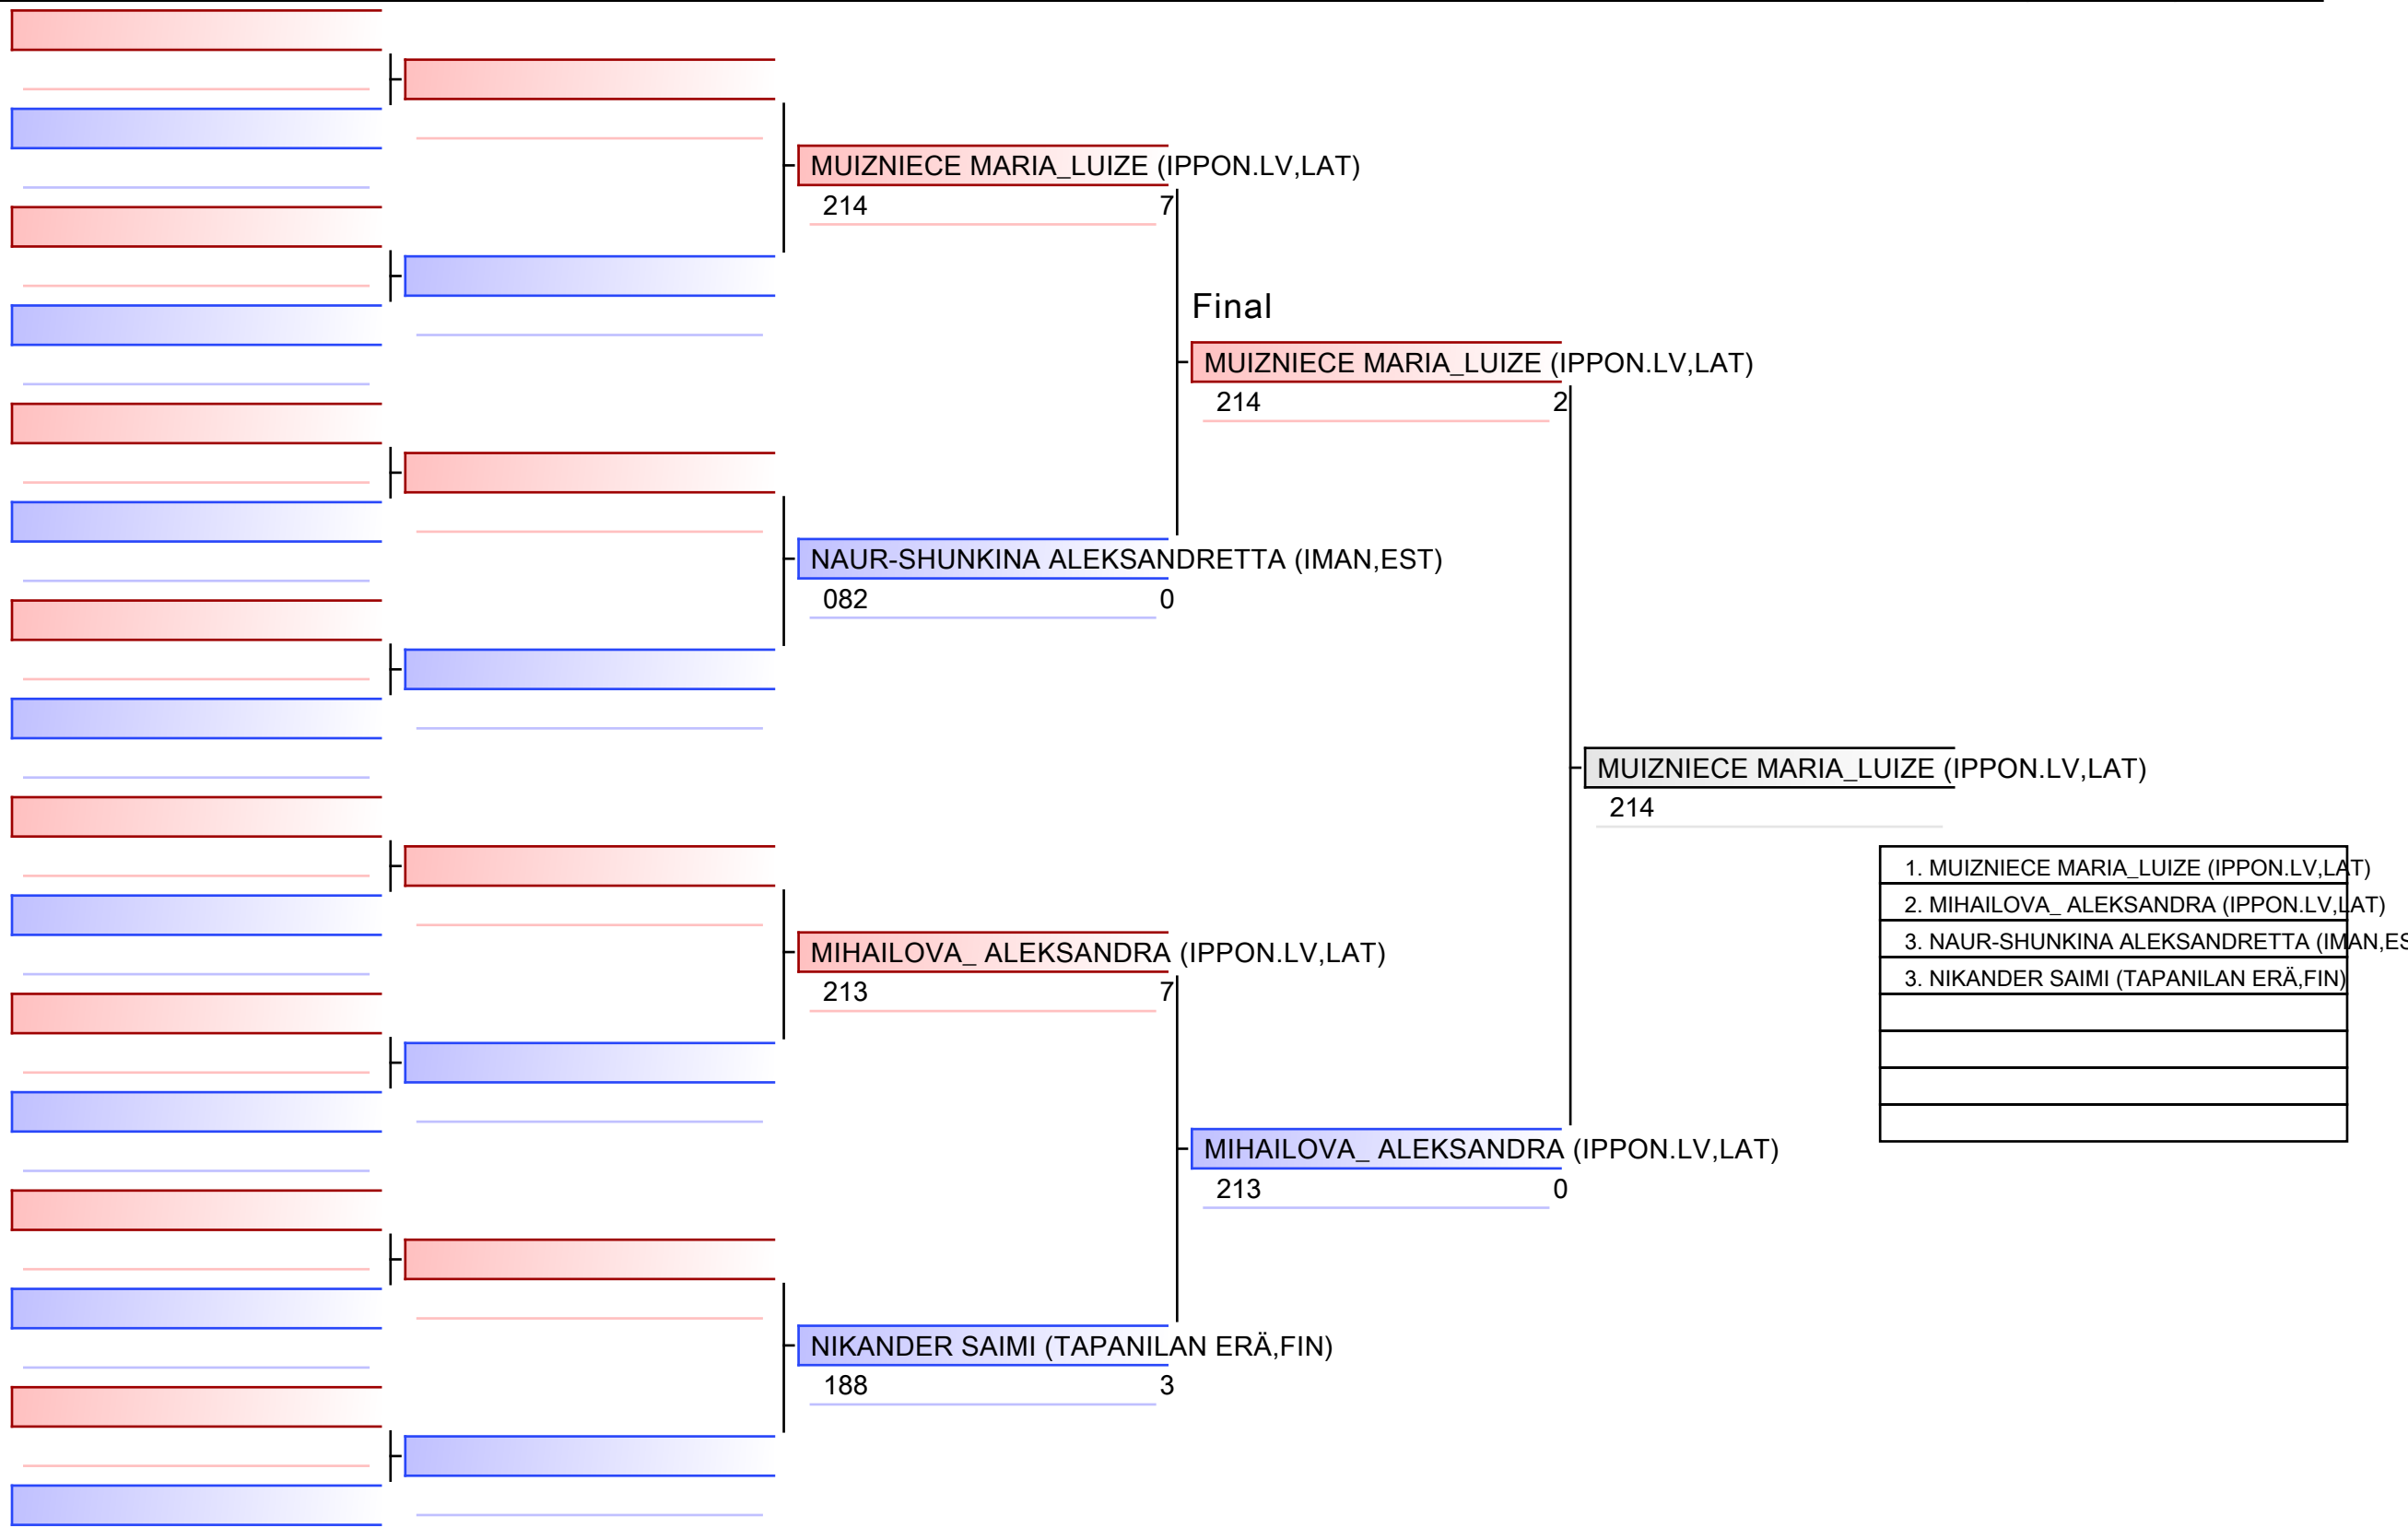 MUIZNIECE MARIA_LUIZE (IPPON.LV,LAT)
214 7
Final
MUIZNIECE MARIA_LUIZE (IPPON.LV,LAT)
214 2
NAUR-SHUNKINA ALEKSANDRETTA (IMAN,EST)
082 0
MUIZNIECE MARIA_LUIZE (IPPON.LV,LAT)
214
1. MUIZNIECE MARIA_LUIZE (IPPON.LV,LAT)
2. MIHAILOVA_ ALEKSANDRA (IPPON.LV,LAT)
3. NAUR-SHUNKINA ALEKSANDRETTA (IMAN,ES
3. NIKANDER SAIMI (TAPANILAN ERÄ,FIN)
MIHAILOVA_ ALEKSANDRA (IPPON.LV,LAT)
213 7
MIHAILOVA_ ALEKSANDRA (IPPON.LV,LAT)
213 0
NIKANDER SAIMI (TAPANILAN ERÄ,FIN)
188 3